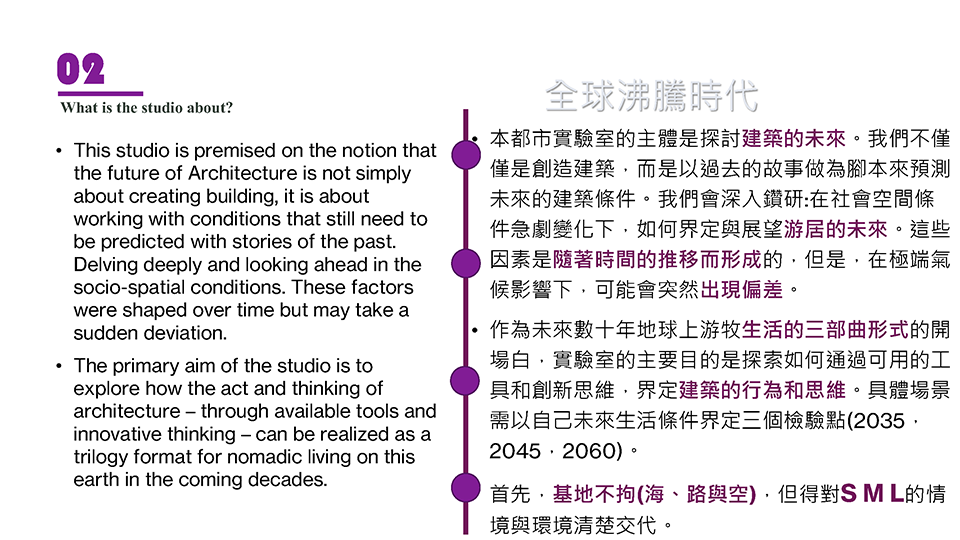 02
What is the studio about?
• This studio is premised on the notion that
the future of Architecture is not simply
about creating building, it is about
working with conditions that still need to
be predicted with stories of the past.
Delving deeply and looking ahead in the
socio-spatial conditions. These factors
were shaped over time but may take a
sudden deviation.
• The primary aim of the studio is to
explore how the act and thinking of
architecture – through available tools and
innovative thinking – can be realized as a
trilogy format for nomadic living on this
earth in the coming decades.
全球沸騰時代
• 本都市實驗室的主體是探討建築的未來。我們不僅
僅是創造建築，而是以過去的故事做為腳本來預測
未來的建築條件。我們會深入鑽研:在社會空間條
件急劇變化下，如何界定與展望游居的未來。這些
因素是隨著時間的推移而形成的，但是，在極端氣
候影響下，可能會突然出現偏差。
• 作為未來數十年地球上游牧生活的三部曲形式的開
場白，實驗室的主要目的是探索如何通過可用的工
具和創新思維，界定建築的行為和思維。具體場景
需以自己未來生活條件界定三個檢驗點(2035，
2045，2060)。
首先，基地不拘(海、路與空)，但得對S M L的情
境與環境清楚交代。